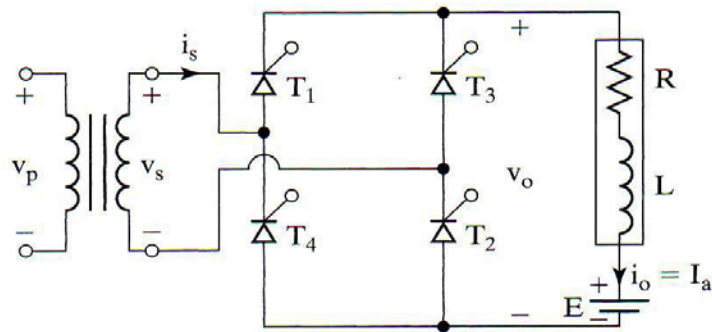 i_s
T_1
T_3
+
R
+
+
v_p
v_s
v_o
L
−
−
T_4
T_2
i_o = I_a
+
E
−
−